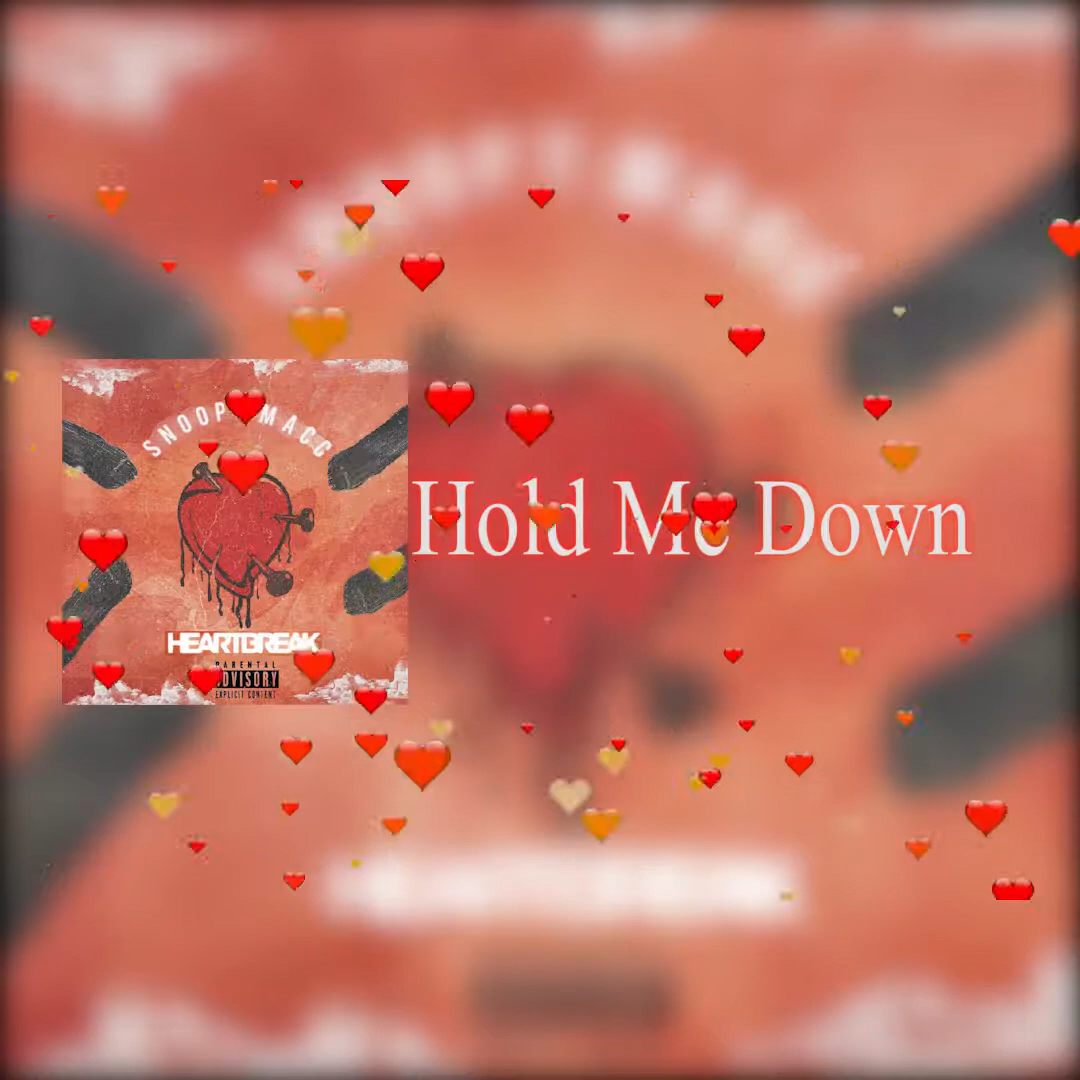 SNOOP MACC
Hold Me Down
HEARTBREAK
PARENTAL
ADVISORY
EXPLICIT CONTENT